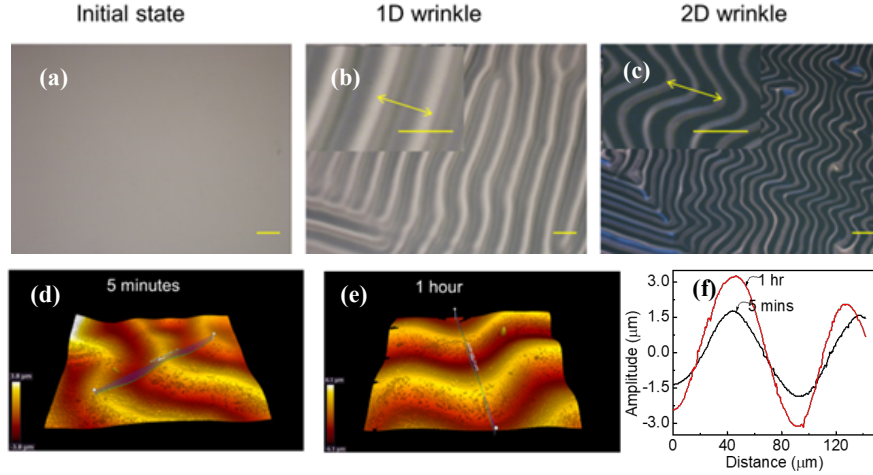 Initial state
1D wrinkle
2D wrinkle
(a)
(b)
(c)
(d)
5 minutes
(e)
1 hour
(f)
1 hr
5 mins
3.0
1.5
0.0
-1.5
-3.0
Amplitude (μm)
0
40
80
120
Distance (μm)